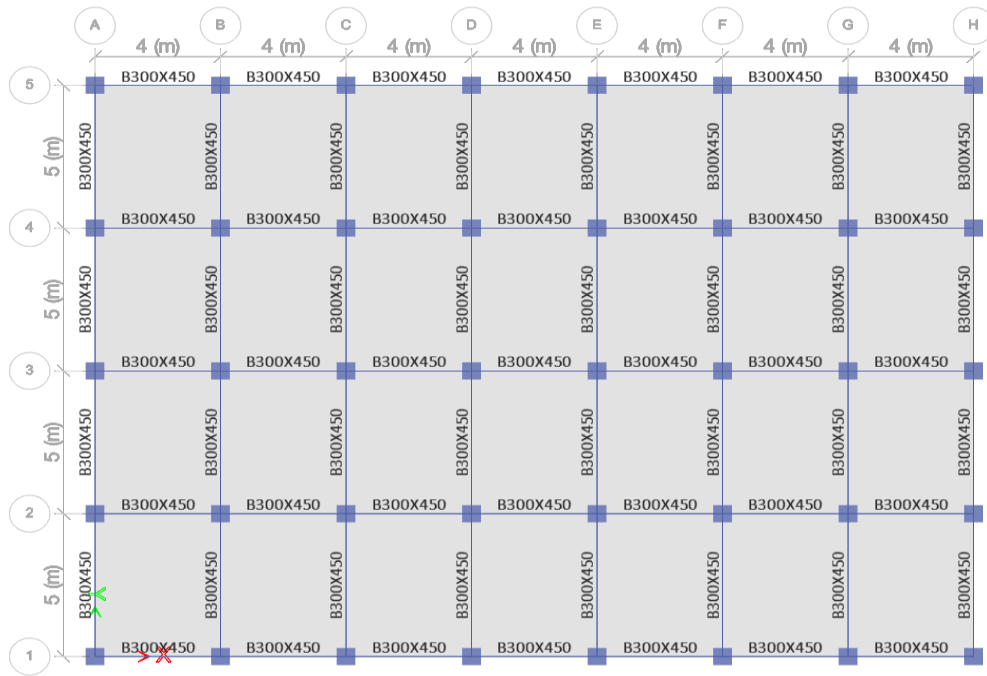 A B C D E F G H
4 (m) 4 (m) 4 (m) 4 (m) 4 (m) 4 (m) 4 (m)
5 B300X450 B300X450 B300X450 B300X450 B300X450 B300X450 B300X450
5 (m) B300X450 B300X450 B300X450 B300X450 B300X450 B300X450 B300X450 B300X450
4 B300X450 B300X450 B300X450 B300X450 B300X450 B300X450 B300X450
5 (m) B300X450 B300X450 B300X450 B300X450 B300X450 B300X450 B300X450 B300X450
3 B300X450 B300X450 B300X450 B300X450 B300X450 B300X450 B300X450
5 (m) B300X450 B300X450 B300X450 B300X450 B300X450 B300X450 B300X450 B300X450
2 B300X450 B300X450 B300X450 B300X450 B300X450 B300X450 B300X450
5 (m) B300X450 B300X450 B300X450 B300X450 B300X450 B300X450 B300X450 B300X450
Y
1 B300X450 B300X450 B300X450 B300X450 B300X450 B300X450 B300X450
X